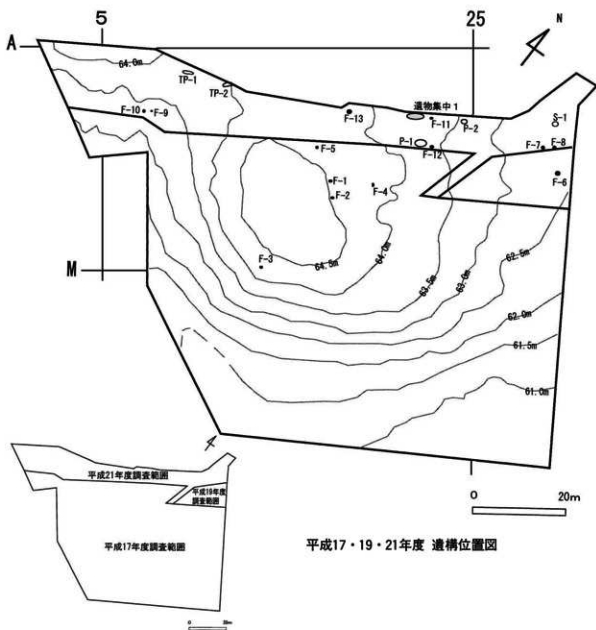 5
25
N
A
64.0m
TP-1
TP-2
遺物集中1
F-10
F-9
F-13
F-11
P-2
S-1
F-5
P-1
F-12
F-7
F-8
F-1
F-2
F-4
F-6
F-3
M
64.5m
64.0m
63.5m
63.0m
62.5m
62.0m
61.5m
61.0m
0 20m
平成21年度調査範囲
平成19年度
調査範囲
平成17年度調査範囲
平成17・19・21年度 遺構位置図
0 20m